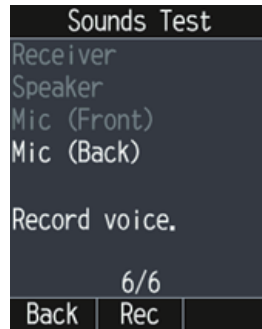 Sounds Test
Receiver
Speaker
Mic (Front)
Mic (Back)
Record voice.
6/6
Back Rec